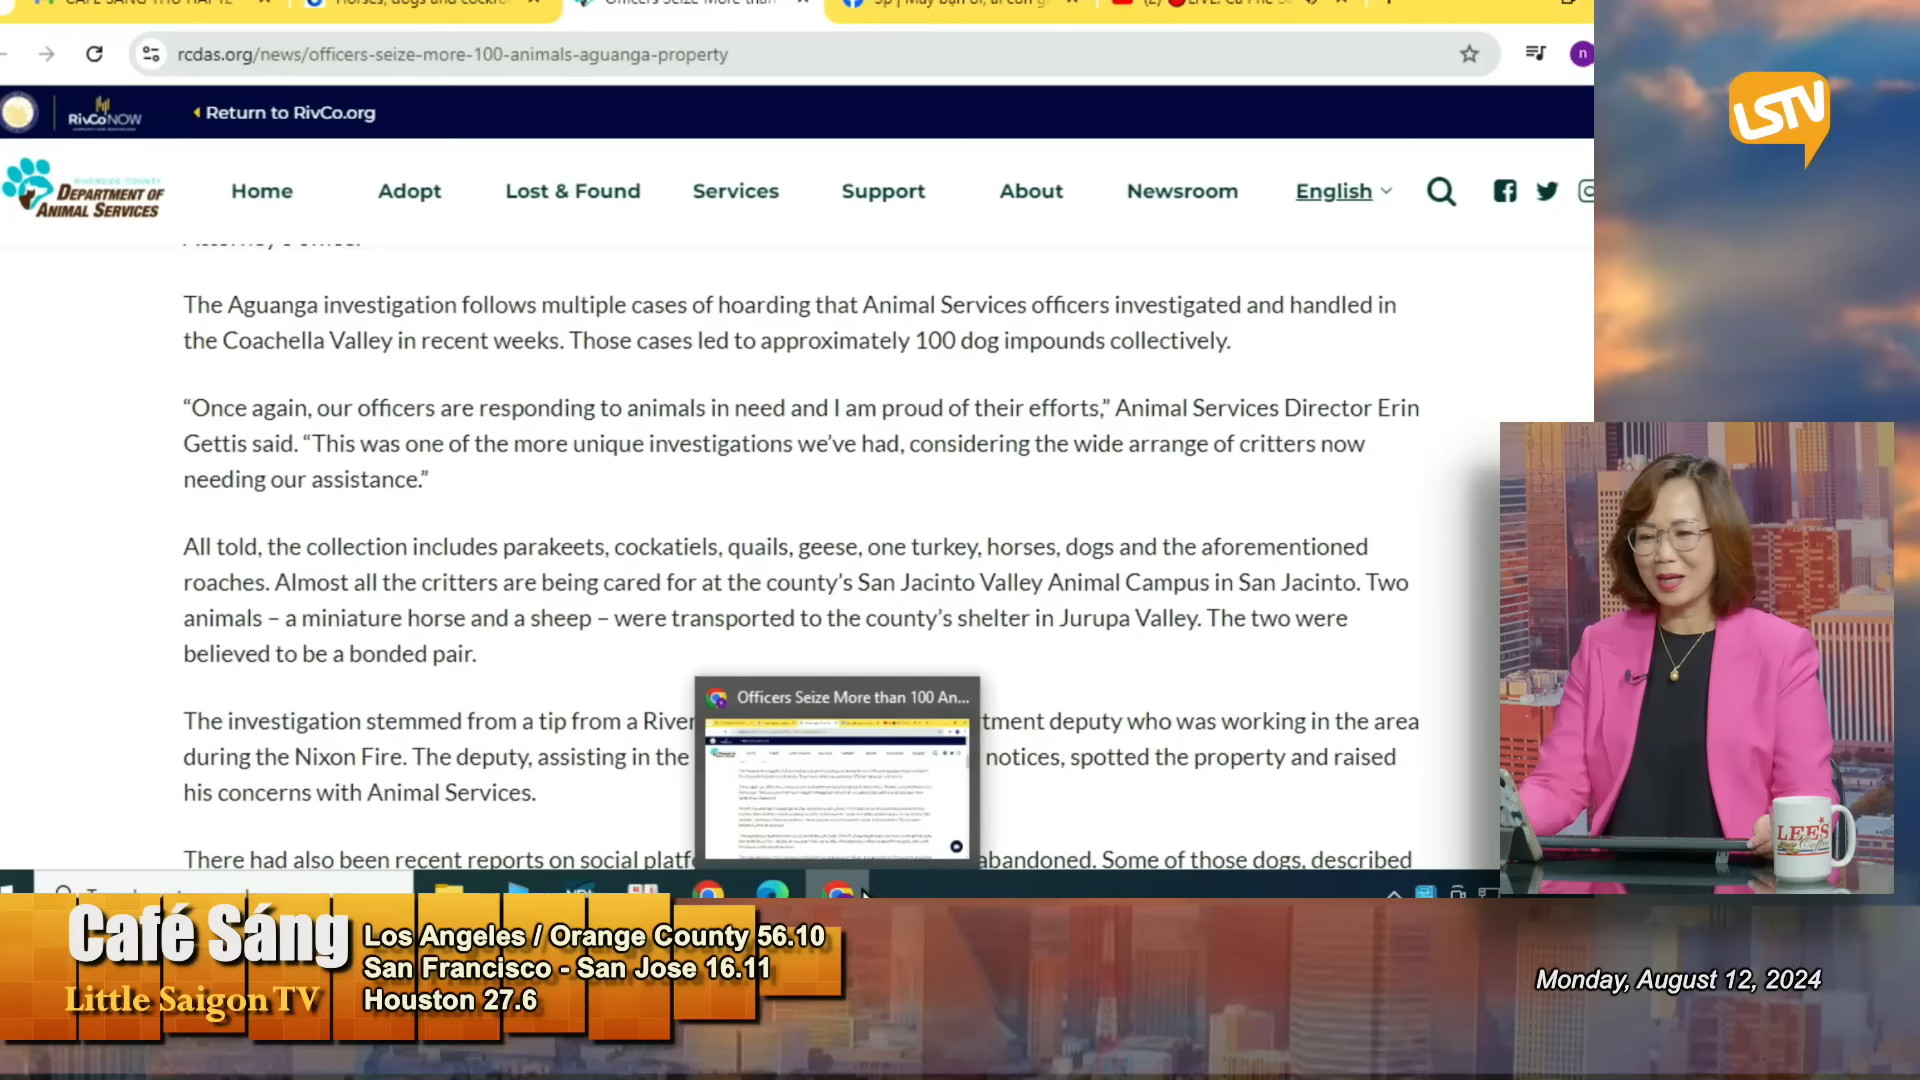 Officers Seize More than
LIVE: Cà Phê
rcdas.org/news/officers-seize-more-100-animals-aguanga-property
n
RivCoNOW
Return to RivCo.org
LSTV
RIVERSIDE COUNTY
DEPARTMENT OF
ANIMAL SERVICES
Home
Adopt
Lost & Found
Services
Support
About
Newsroom
English
The Aguanga investigation follows multiple cases of hoarding that Animal Services officers investigated and handled in
the Coachella Valley in recent weeks. Those cases led to approximately 100 dog impounds collectively.
“Once again, our officers are responding to animals in need and I am proud of their efforts,” Animal Services Director Erin
Gettis said. “This was one of the more unique investigations we’ve had, considering the wide arrange of critters now
needing our assistance.”
All told, the collection includes parakeets, cockatiels, quails, geese, one turkey, horses, dogs and the aforementioned
roaches. Almost all the critters are being cared for at the county’s San Jacinto Valley Animal Campus in San Jacinto. Two
animals – a miniature horse and a sheep – were transported to the county’s shelter in Jurupa Valley. The two were
believed to be a bonded pair.
Officers Seize More than 100 An...
The investigation stemmed from a tip from a River tment deputy who was working in the area
during the Nixon Fire. The deputy, assisting in the notices, spotted the property and raised
his concerns with Animal Services.
There had also been recent reports on social platfo abandoned. Some of those dogs, described
LEE'S
Coffee
Café Sáng
Little Saigon TV
Los Angeles / Orange County 56.10
San Francisco - San Jose 16.11
Houston 27.6
Monday, August 12, 2024